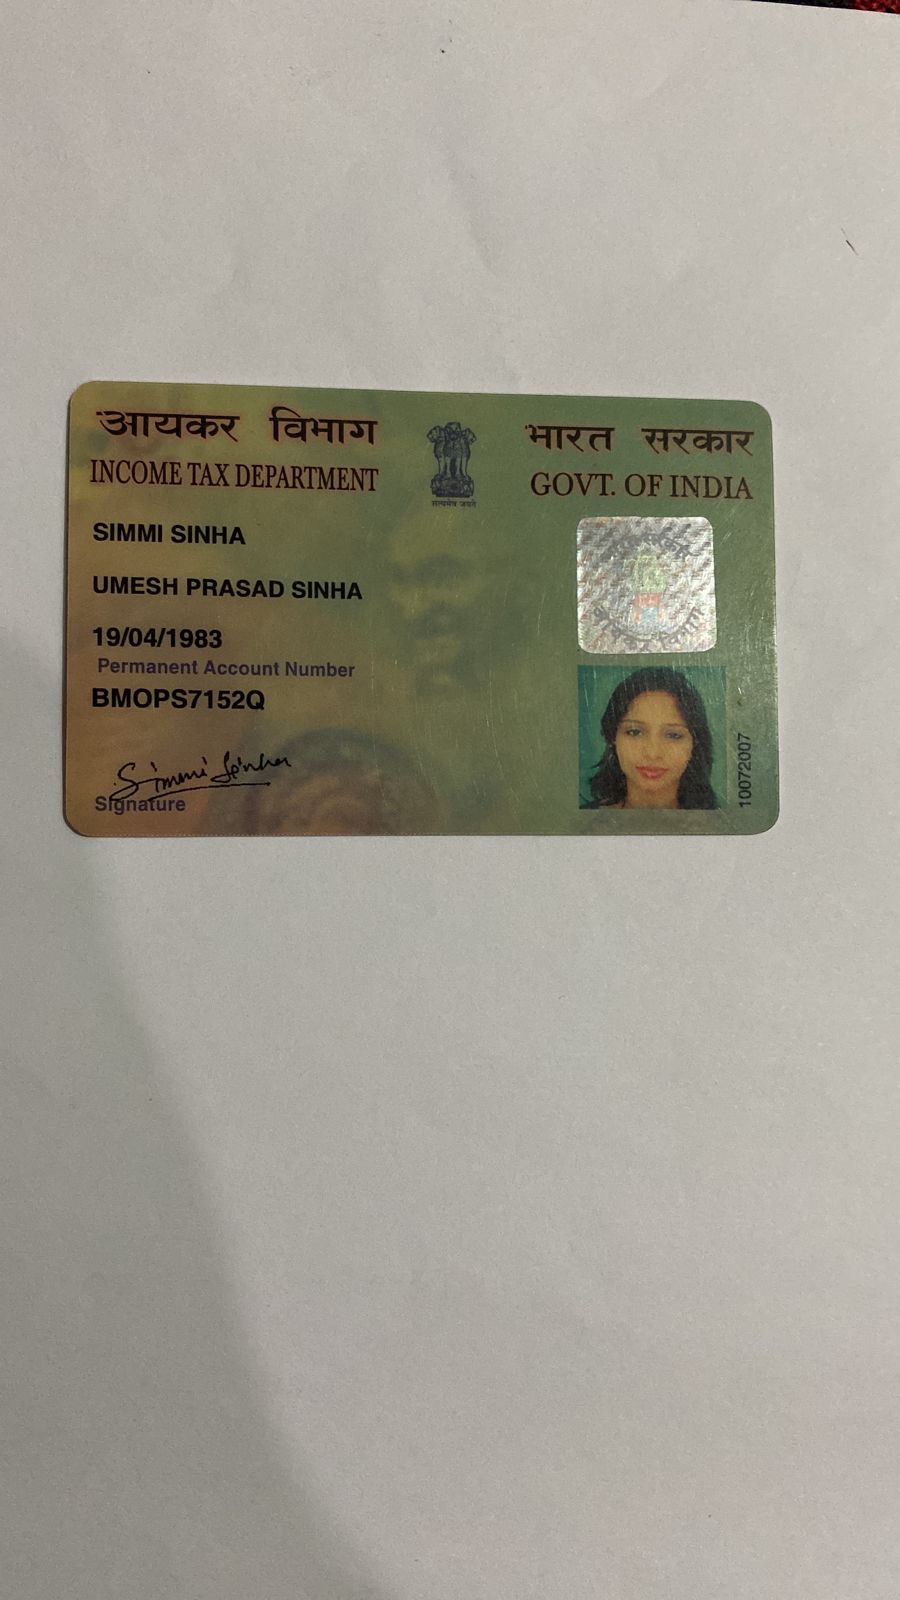 आयकर विभाग
INCOME TAX DEPARTMENT
सत्यमेव जयते
भारत सरकार
GOVT. OF INDIA
SIMMI SINHA
UMESH PRASAD SINHA
19/04/1983
Permanent Account Number
BMOPS7152Q
Simmi Sinha
Signature
10072007